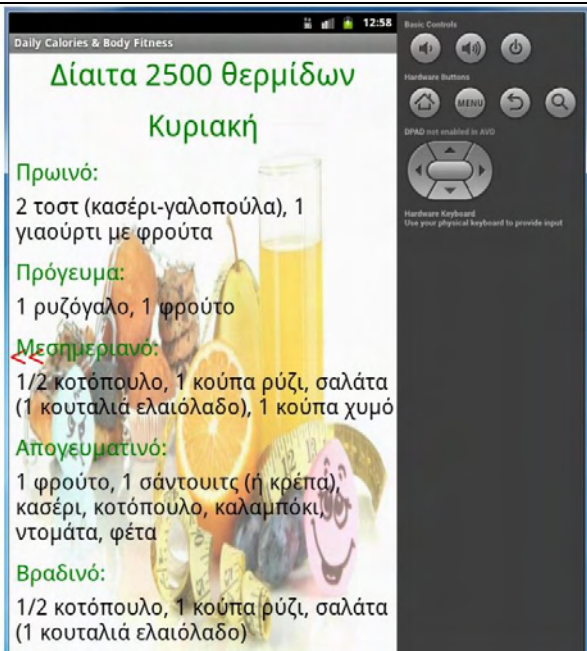 12:58
Daily Calories & Body Fitness
Δίαιτα 2500 θερμίδων
Κυριακή
Πρωινό:
2 τοστ (κασέρι-γαλοπούλα), 1
γιαούρτι με φρούτα
Πρόγευμα:
1 ρυζόγαλο, 1 φρούτο
<<
Μεσημεριανό:
1/2 κοτόπουλο, 1 κούπα ρύζι, σαλάτα
(1 κουταλιά ελαιόλαδο), 1 κούπα χυμό
Απογευματινό:
1 φρούτο, 1 σάντουιτς (ή κρέπα),
κασέρι, κοτόπουλο, καλαμπόκι,
ντομάτα, φέτα
Βραδινό:
1/2 κοτόπουλο, 1 κούπα ρύζι, σαλάτα
(1 κουταλιά ελαιόλαδο)
Basic Controls
Hardware Buttons
MENU
DPAD not enabled in AVD
Hardware Keyboard
Use your physical keyboard to provide input